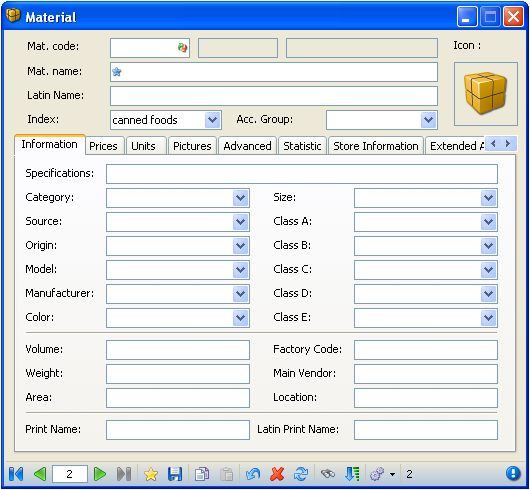 Material
Mat. code:
Icon :
Mat. name:
Latin Name:
Index: canned foods Acc. Group:
Information Prices Units Pictures Advanced Statistic Store Information Extended A
Specifications:
Category: Size:
Source: Class A:
Origin: Class B:
Model: Class C:
Manufacturer: Class D:
Color: Class E:
Volume: Factory Code:
Weight: Main Vendor:
Area: Location:
Print Name: Latin Print Name:
2 2